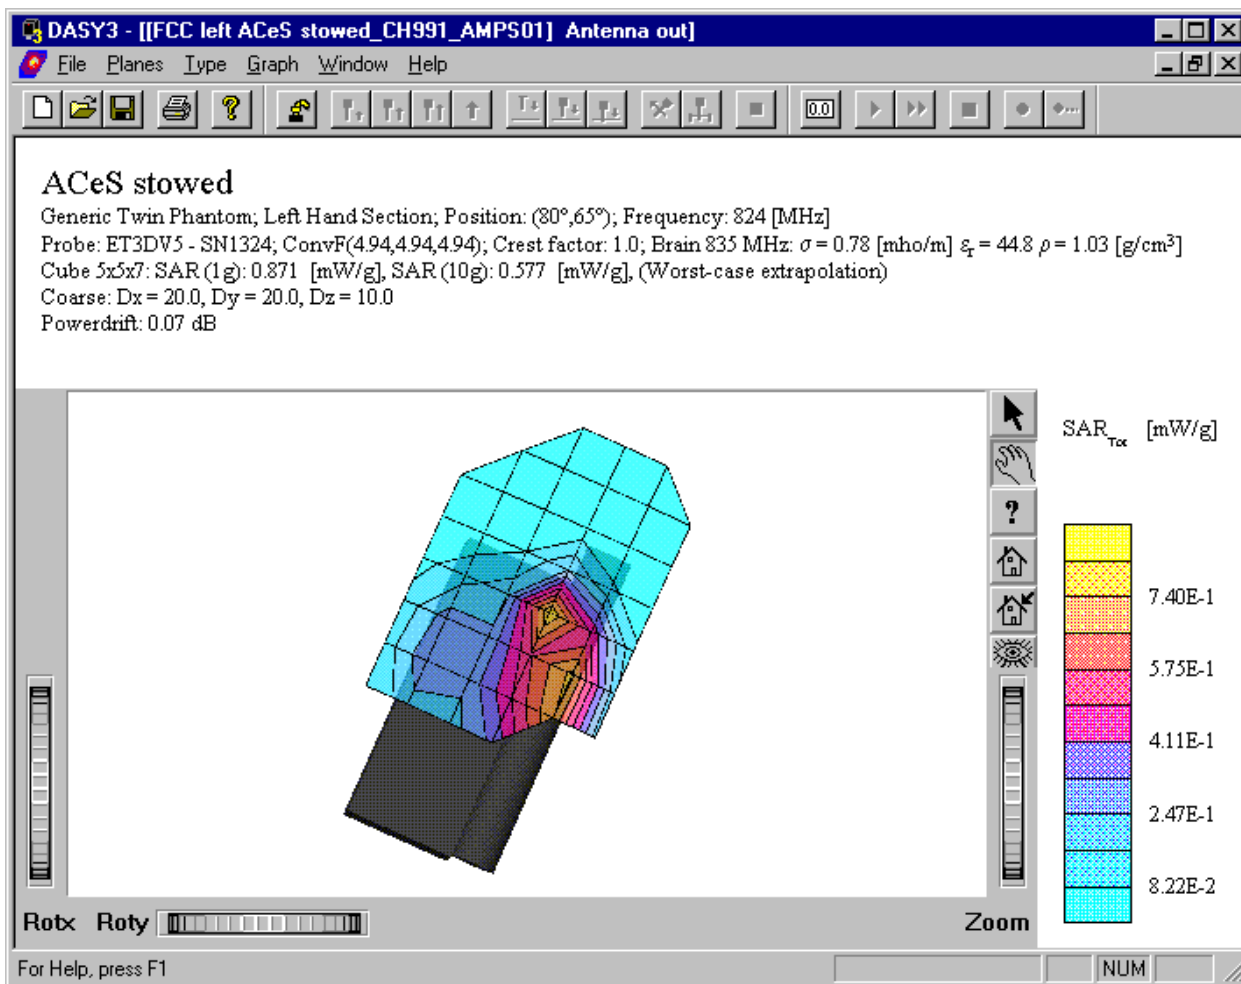 DASY3 - [[FCC left ACeS stowed_CH991_AMPS01] Antenna out]
File Planes Type Graph Window Help
? 0.0
ACeS stowed
Generic Twin Phantom; Left Hand Section; Position: (80°,65°); Frequency: 824 [MHz]
Probe: ET3DV5 - SN1324; ConvF(4.94,4.94,4.94); Crest factor: 1.0; Brain 835 MHz: σ = 0.78 [mho/m] εr = 44.8 ρ = 1.03 [g/cm³]
Cube 5x5x7: SAR (1g): 0.871 [mW/g], SAR (10g): 0.577 [mW/g], (Worst-case extrapolation)
Coarse: Dx = 20.0, Dy = 20.0, Dz = 10.0
Powerdrift: 0.07 dB
SARTot [mW/g]
?
7.40E-1
5.75E-1
4.11E-1
2.47E-1
8.22E-2
Rotx Roty Zoom
For Help, press F1 NUM